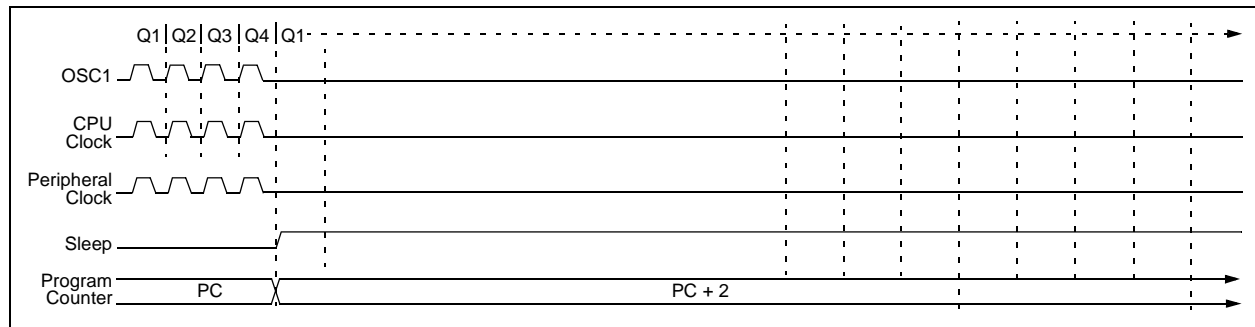 Q1 Q2 Q3 Q4 Q1
OSC1
CPU
Clock
Peripheral
Clock
Sleep
Program
Counter
PC
PC + 2